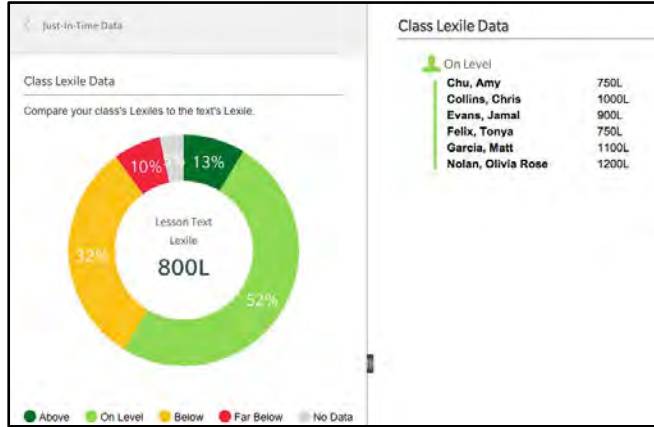 Just-In-Time Data
Class Lexile Data
Compare your class's Lexiles to the text's Lexile.
10%
13%
32%
52%
Lesson Text
Lexile
800L
Above On Level Below Far Below No Data
Class Lexile Data
On Level
Chu, Amy 750L
Collins, Chris 1000L
Evans, Jamal 900L
Felix, Tonya 750L
Garcia, Matt 1100L
Nolan, Olivia Rose 1200L